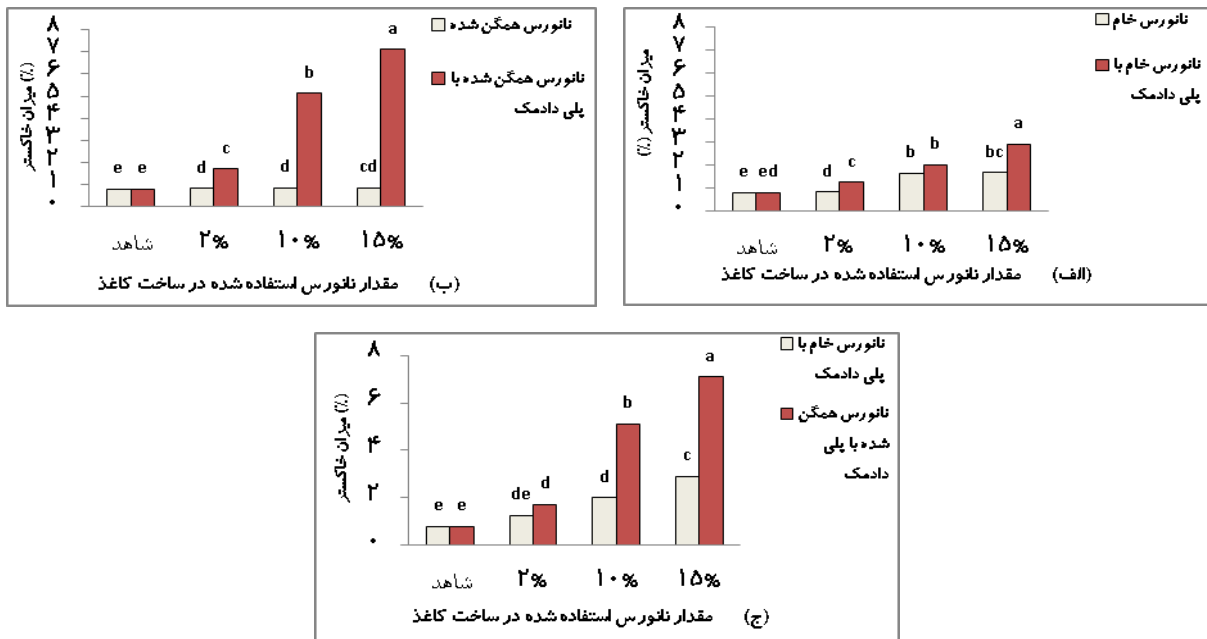 نانورس خام
نانورس خام با
پلی دادمک
میزان خاکستر (%)
۸
۷
۶
۵
۴
۳
۲
۱
۰
e ed d c b b bc a
شاهد ۲% ۱۰% ۱۵%
(الف) مقدار نانورس استفاده شده در ساخت کاغذ
نانورس همگن شده
نانورس همگن شده با
پلی دادمک
میزان خاکستر (%)
۸
۷
۶
۵
۴
۳
۲
۱
۰
e e d c d b cd a
شاهد ۲% ۱۰% ۱۵%
(ب) مقدار نانورس استفاده شده در ساخت کاغذ
نانورس خام با
پلی دادمک
نانورس همگن
شده با پلی
دادمک
میزان خاکستر (%)
۸
۶
۴
۲
۰
e e de d d b c a
شاهد ۲% ۱۰% ۱۵%
(ج) مقدار نانورس استفاده شده در ساخت کاغذ